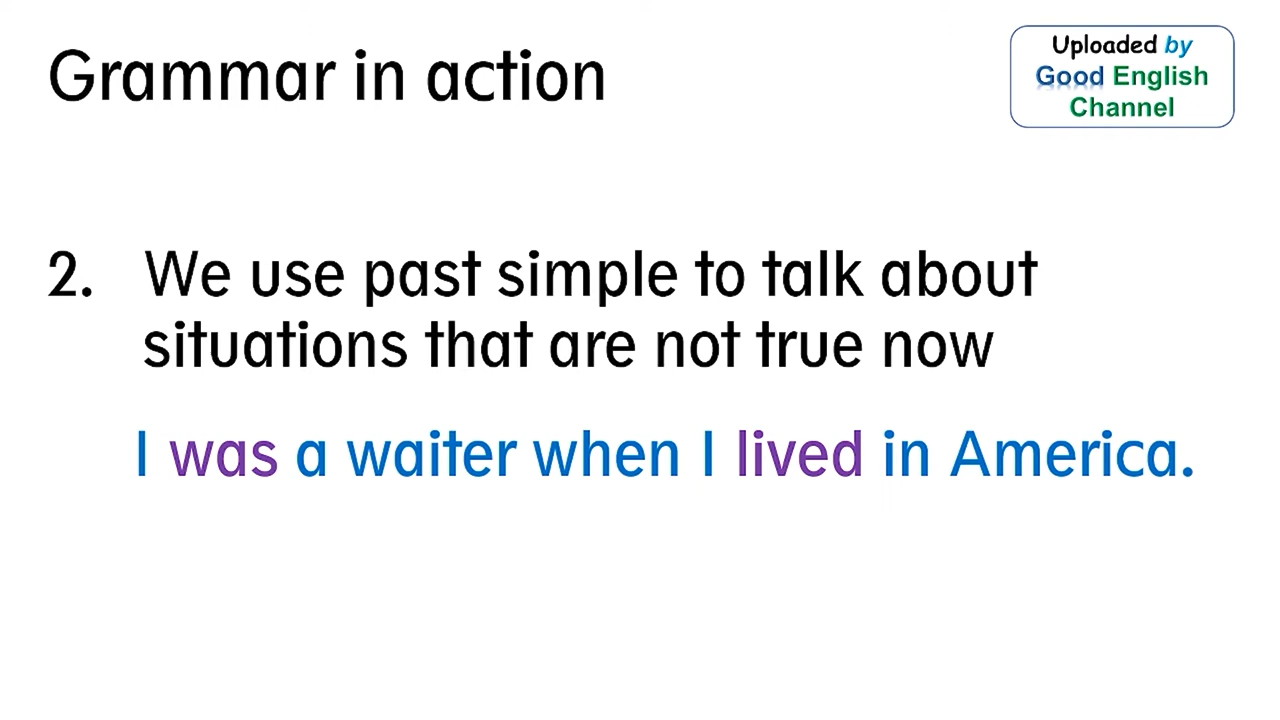 Grammar in action
Uploaded by
Good English
Channel
2. We use past simple to talk about
situations that are not true now
I was a waiter when I lived in America.